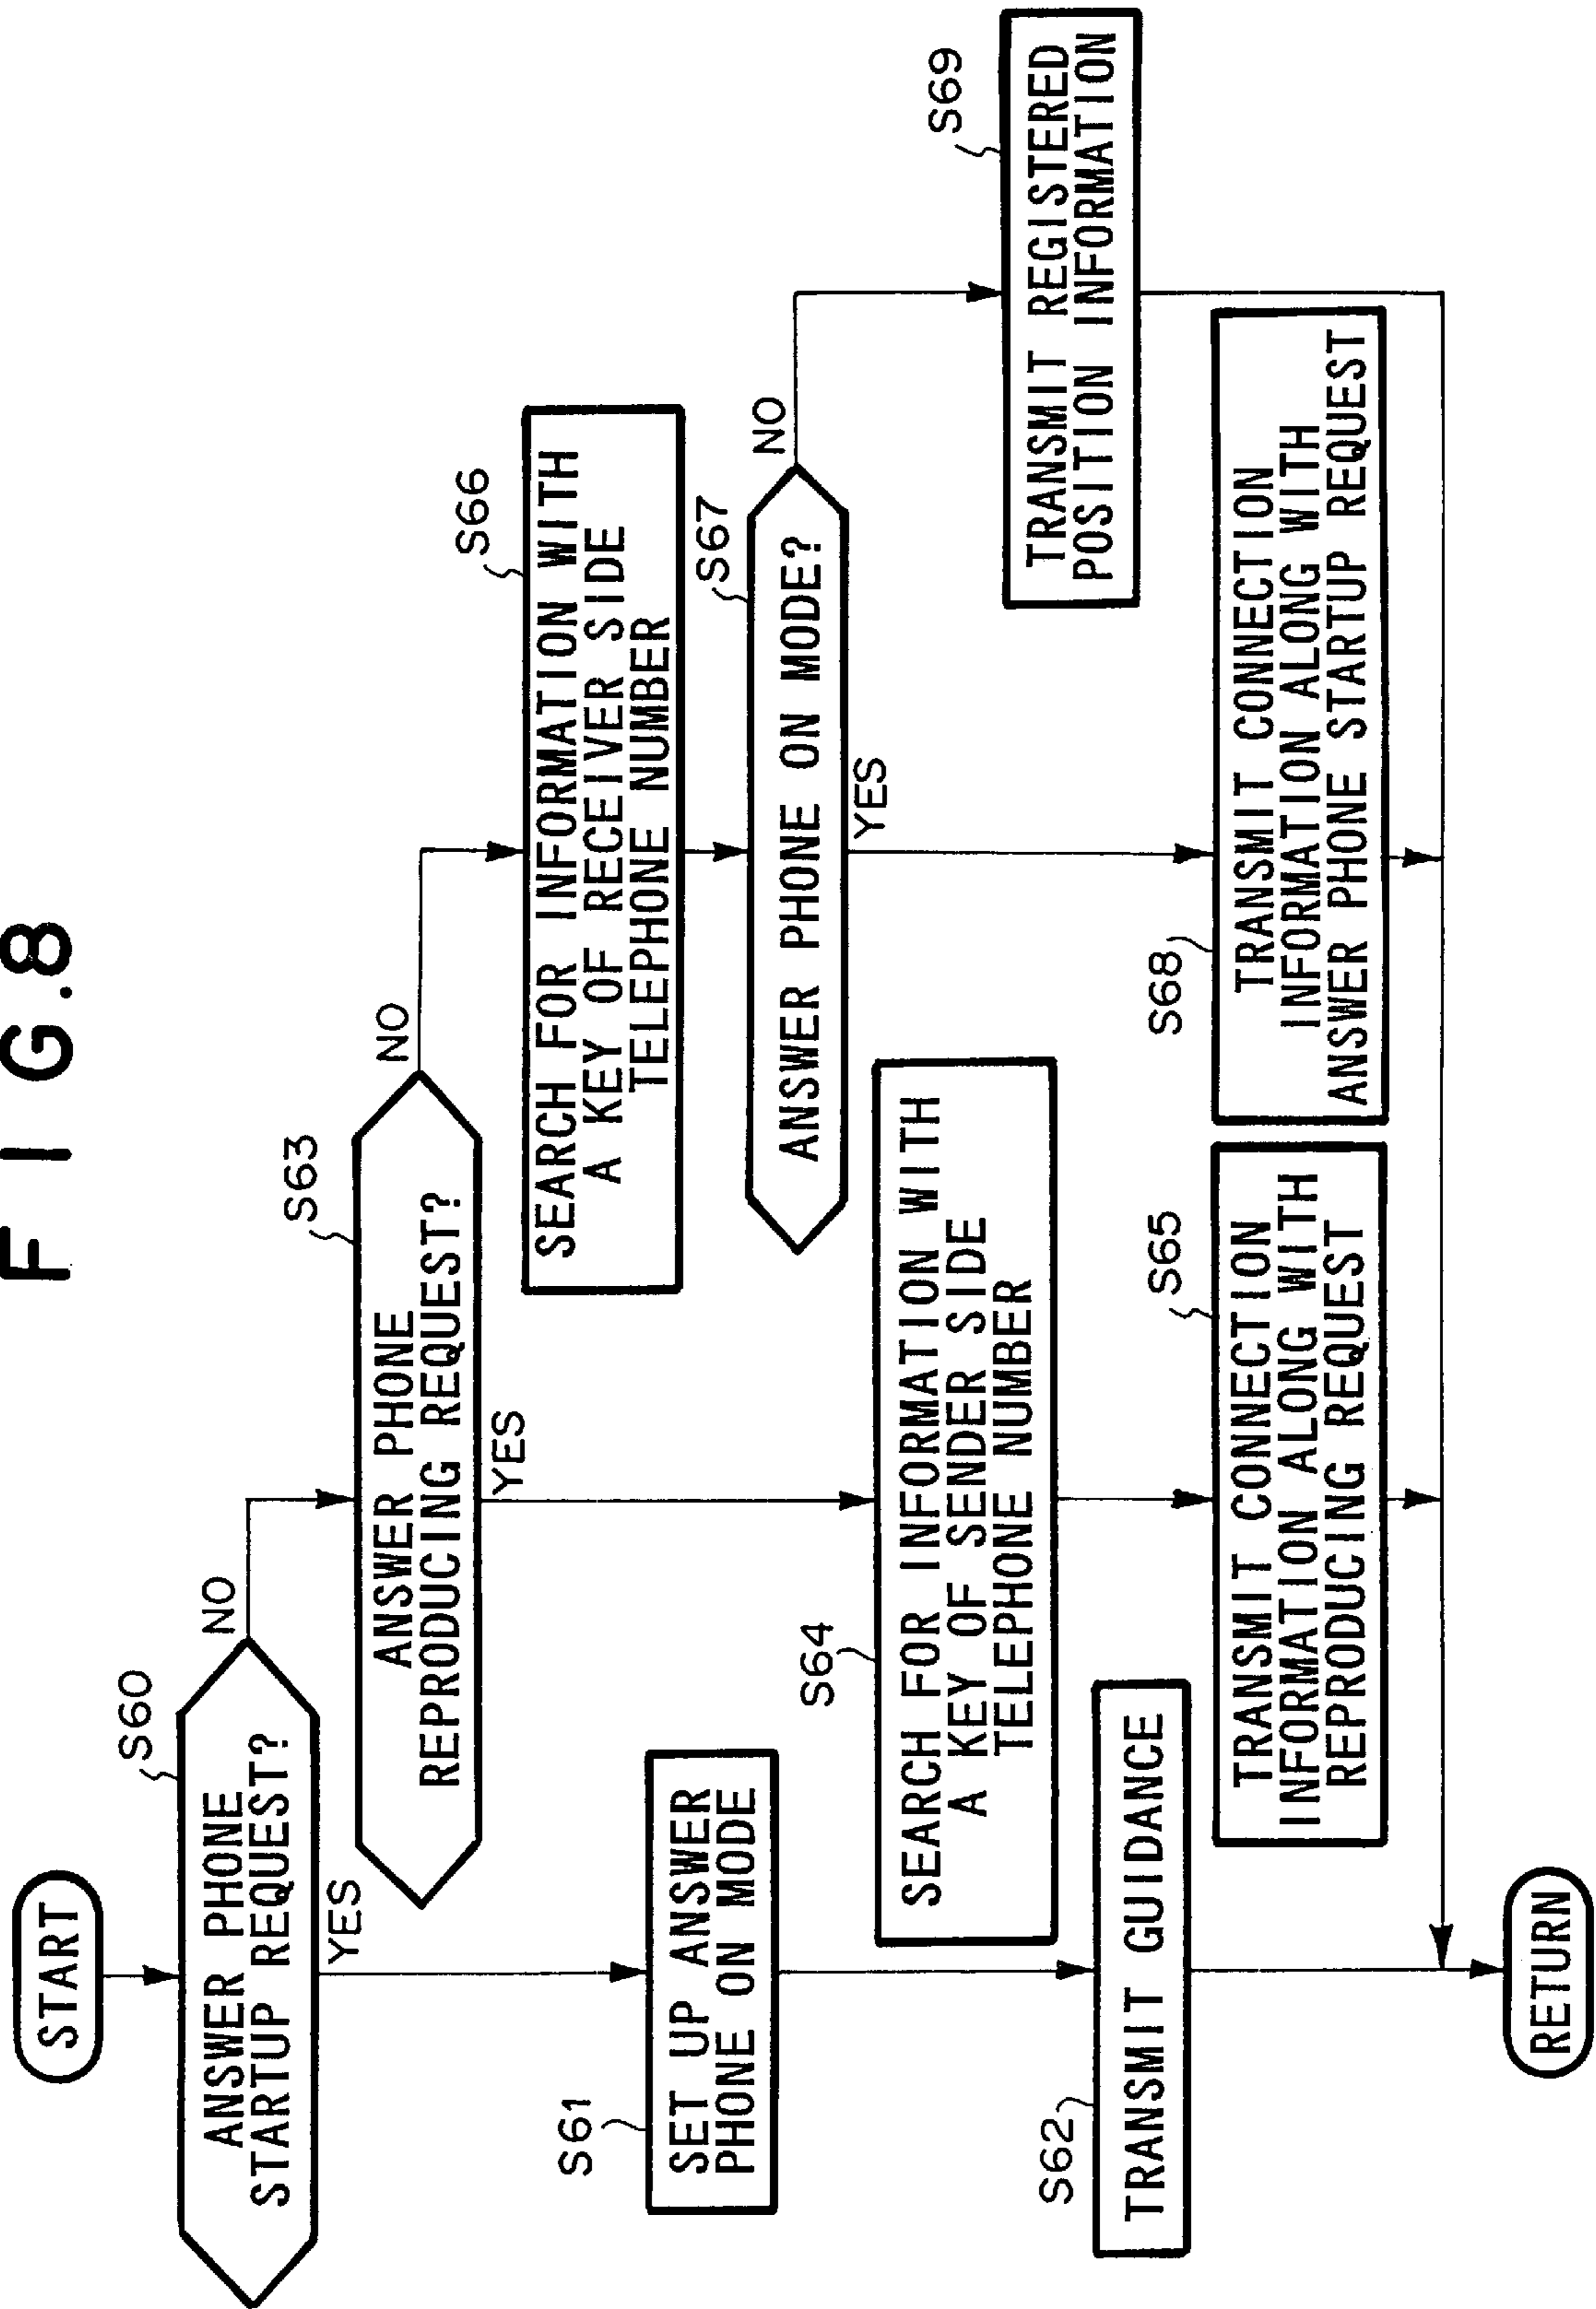 F I G.8
START
S60
ANSWER PHONE
STARTUP REQUEST?
NO
YES
S63
ANSWER PHONE
REPRODUCING REQUEST?
NO
YES
S61
SET UP ANSWER
PHONE ON MODE
S66
SEARCH FOR INFORMATION WITH
A KEY OF RECEIVER SIDE
TELEPHONE NUMBER
S67
ANSWER PHONE ON MODE?
NO
YES
S64
SEARCH FOR INFORMATION WITH
A KEY OF SENDER SIDE
TELEPHONE NUMBER
S69
TRANSMIT REGISTERED
POSITION INFORMATION
S62
TRANSMIT GUIDANCE
S65
TRANSMIT CONNECTION
INFORMATION ALONG WITH
REPRODUCING REQUEST
S68
TRANSMIT CONNECTION
INFORMATION ALONG WITH
ANSWER PHONE STARTUP REQUEST
RETURN